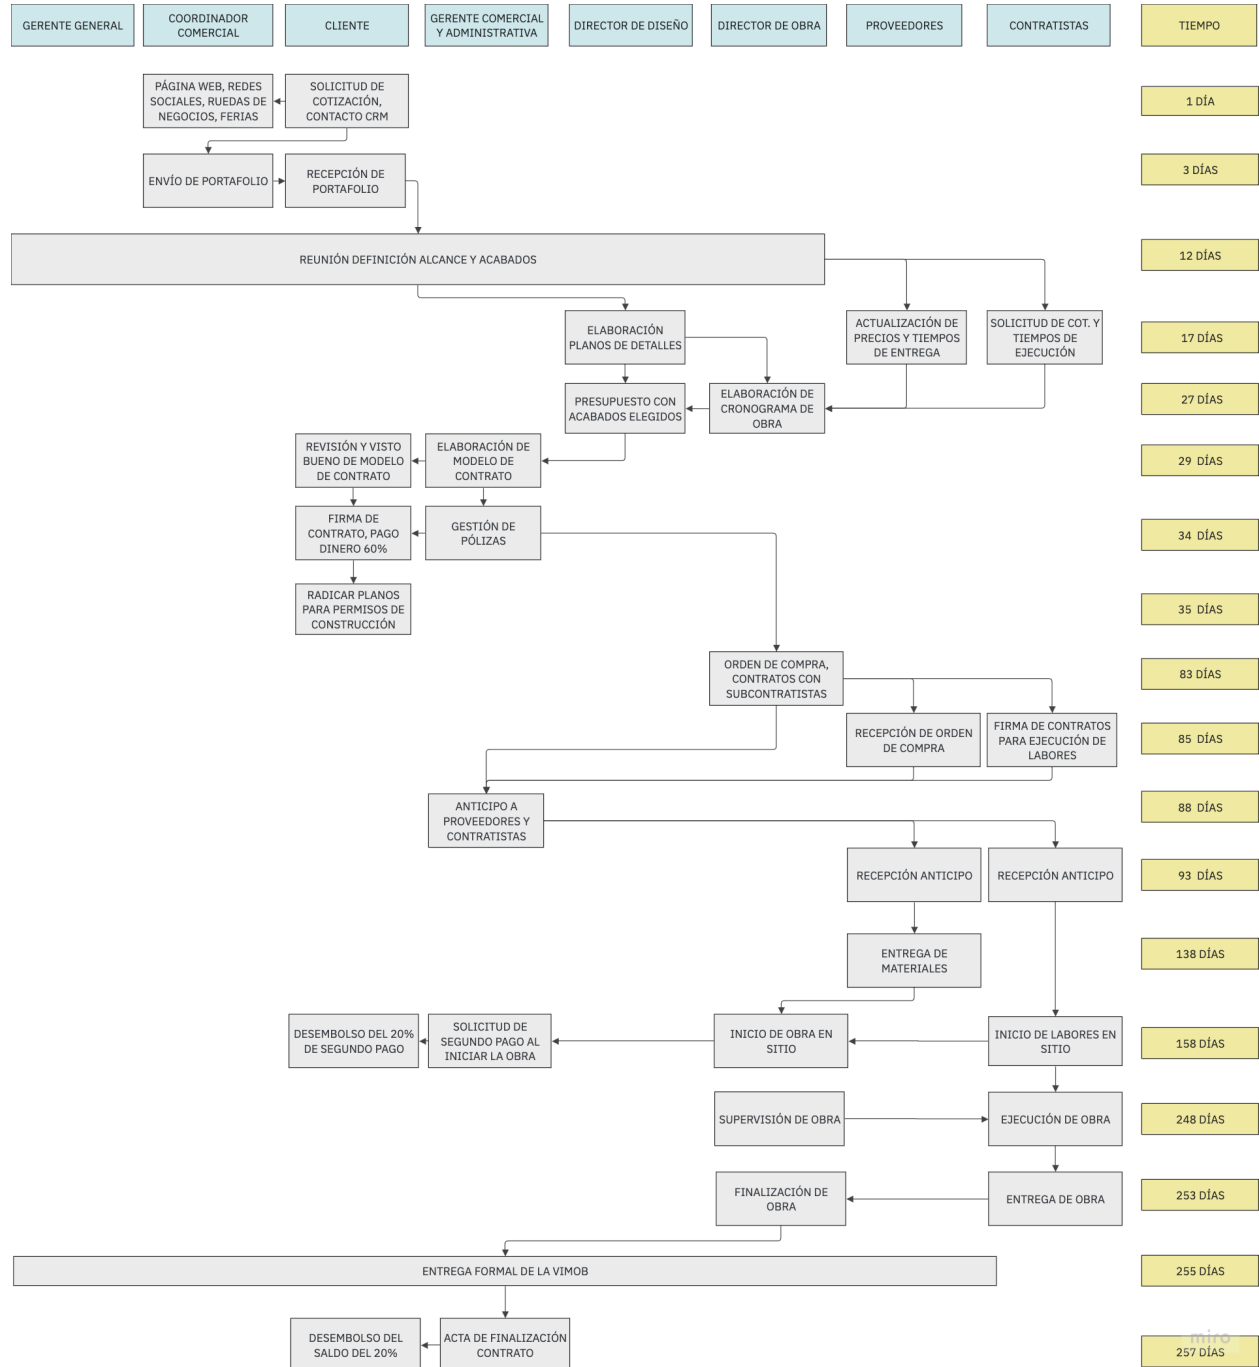 GERENTE GENERAL
COORDINADOR
COMERCIAL
CLIENTE
GERENTE COMERCIAL
Y ADMINISTRATIVA
DIRECTOR DE DISEÑO
DIRECTOR DE OBRA
PROVEEDORES
CONTRATISTAS
TIEMPO
PÁGINA WEB, REDES
SOCIALES, RUEDAS DE
NEGOCIOS, FERIAS
SOLICITUD DE
COTIZACIÓN,
CONTACTO CRM
1 DÍA
ENVÍO DE PORTAFOLIO
RECEPCIÓN DE
PORTAFOLIO
3 DÍAS
REUNIÓN DEFINICIÓN ALCANCE Y ACABADOS
12 DÍAS
ELABORACIÓN
PLANOS DE DETALLES
ACTUALIZACIÓN DE
PRECIOS Y TIEMPOS
DE ENTREGA
SOLICITUD DE COT. Y
TIEMPOS DE
EJECUCIÓN
17 DÍAS
PRESUPUESTO CON
ACABADOS ELEGIDOS
ELABORACIÓN DE
CRONOGRAMA DE
OBRA
27 DÍAS
REVISIÓN Y VISTO
BUENO DE MODELO
DE CONTRATO
ELABORACIÓN DE
MODELO DE
CONTRATO
29 DÍAS
FIRMA DE
CONTRATO, PAGO
DINERO 60%
GESTIÓN DE
PÓLIZAS
34 DÍAS
RADICAR PLANOS
PARA PERMISOS DE
CONSTRUCCIÓN
35 DÍAS
ORDEN DE COMPRA,
CONTRATOS CON
SUBCONTRATISTAS
83 DÍAS
RECEPCIÓN DE ORDEN
DE COMPRA
FIRMA DE CONTRATOS
PARA EJECUCIÓN DE
LABORES
85 DÍAS
ANTICIPO A
PROVEEDORES Y
CONTRATISTAS
88 DÍAS
RECEPCIÓN ANTICIPO
RECEPCIÓN ANTICIPO
93 DÍAS
ENTREGA DE
MATERIALES
138 DÍAS
DESEMBOLSO DEL 20%
DE SEGUNDO PAGO
SOLICITUD DE
SEGUNDO PAGO AL
INICIAR LA OBRA
INICIO DE OBRA EN
SITIO
INICIO DE LABORES EN
SITIO
158 DÍAS
SUPERVISIÓN DE OBRA
EJECUCIÓN DE OBRA
248 DÍAS
FINALIZACIÓN DE
OBRA
ENTREGA DE OBRA
253 DÍAS
ENTREGA FORMAL DE LA VIMOB
255 DÍAS
DESEMBOLSO DEL
SALDO DEL 20%
ACTA DE FINALIZACIÓN
CONTRATO
miro
257 DÍAS